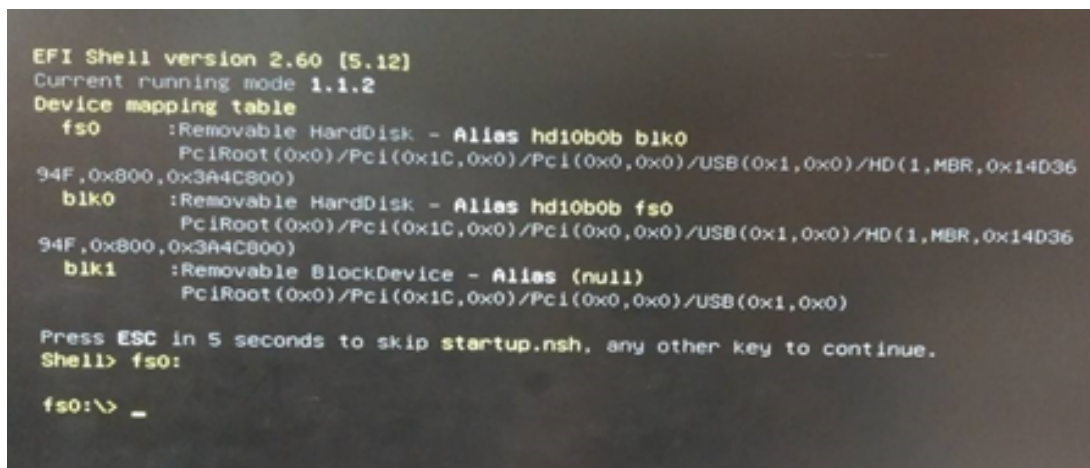 EFI Shell version 2.60 [5.12]
Current running mode 1.1.2
Device mapping table
fs0 :Removable HardDisk - Alias hd10b0b blk0
PciRoot(0x0)/Pci(0x1C,0x0)/Pci(0x0,0x0)/USB(0x1,0x0)/HD(1,MBR,0x14D36
94F,0x800,0x3A4C800)
blk0 :Removable HardDisk - Alias hd10b0b fs0
PciRoot(0x0)/Pci(0x1C,0x0)/Pci(0x0,0x0)/USB(0x1,0x0)/HD(1,MBR,0x14D36
94F,0x800,0x3A4C800)
blk1 :Removable BlockDevice - Alias (null)
PciRoot(0x0)/Pci(0x1C,0x0)/Pci(0x0,0x0)/USB(0x1,0x0)
Press ESC in 5 seconds to skip startup.nsh, any other key to continue.
Shell> fs0:
fs0:\> _